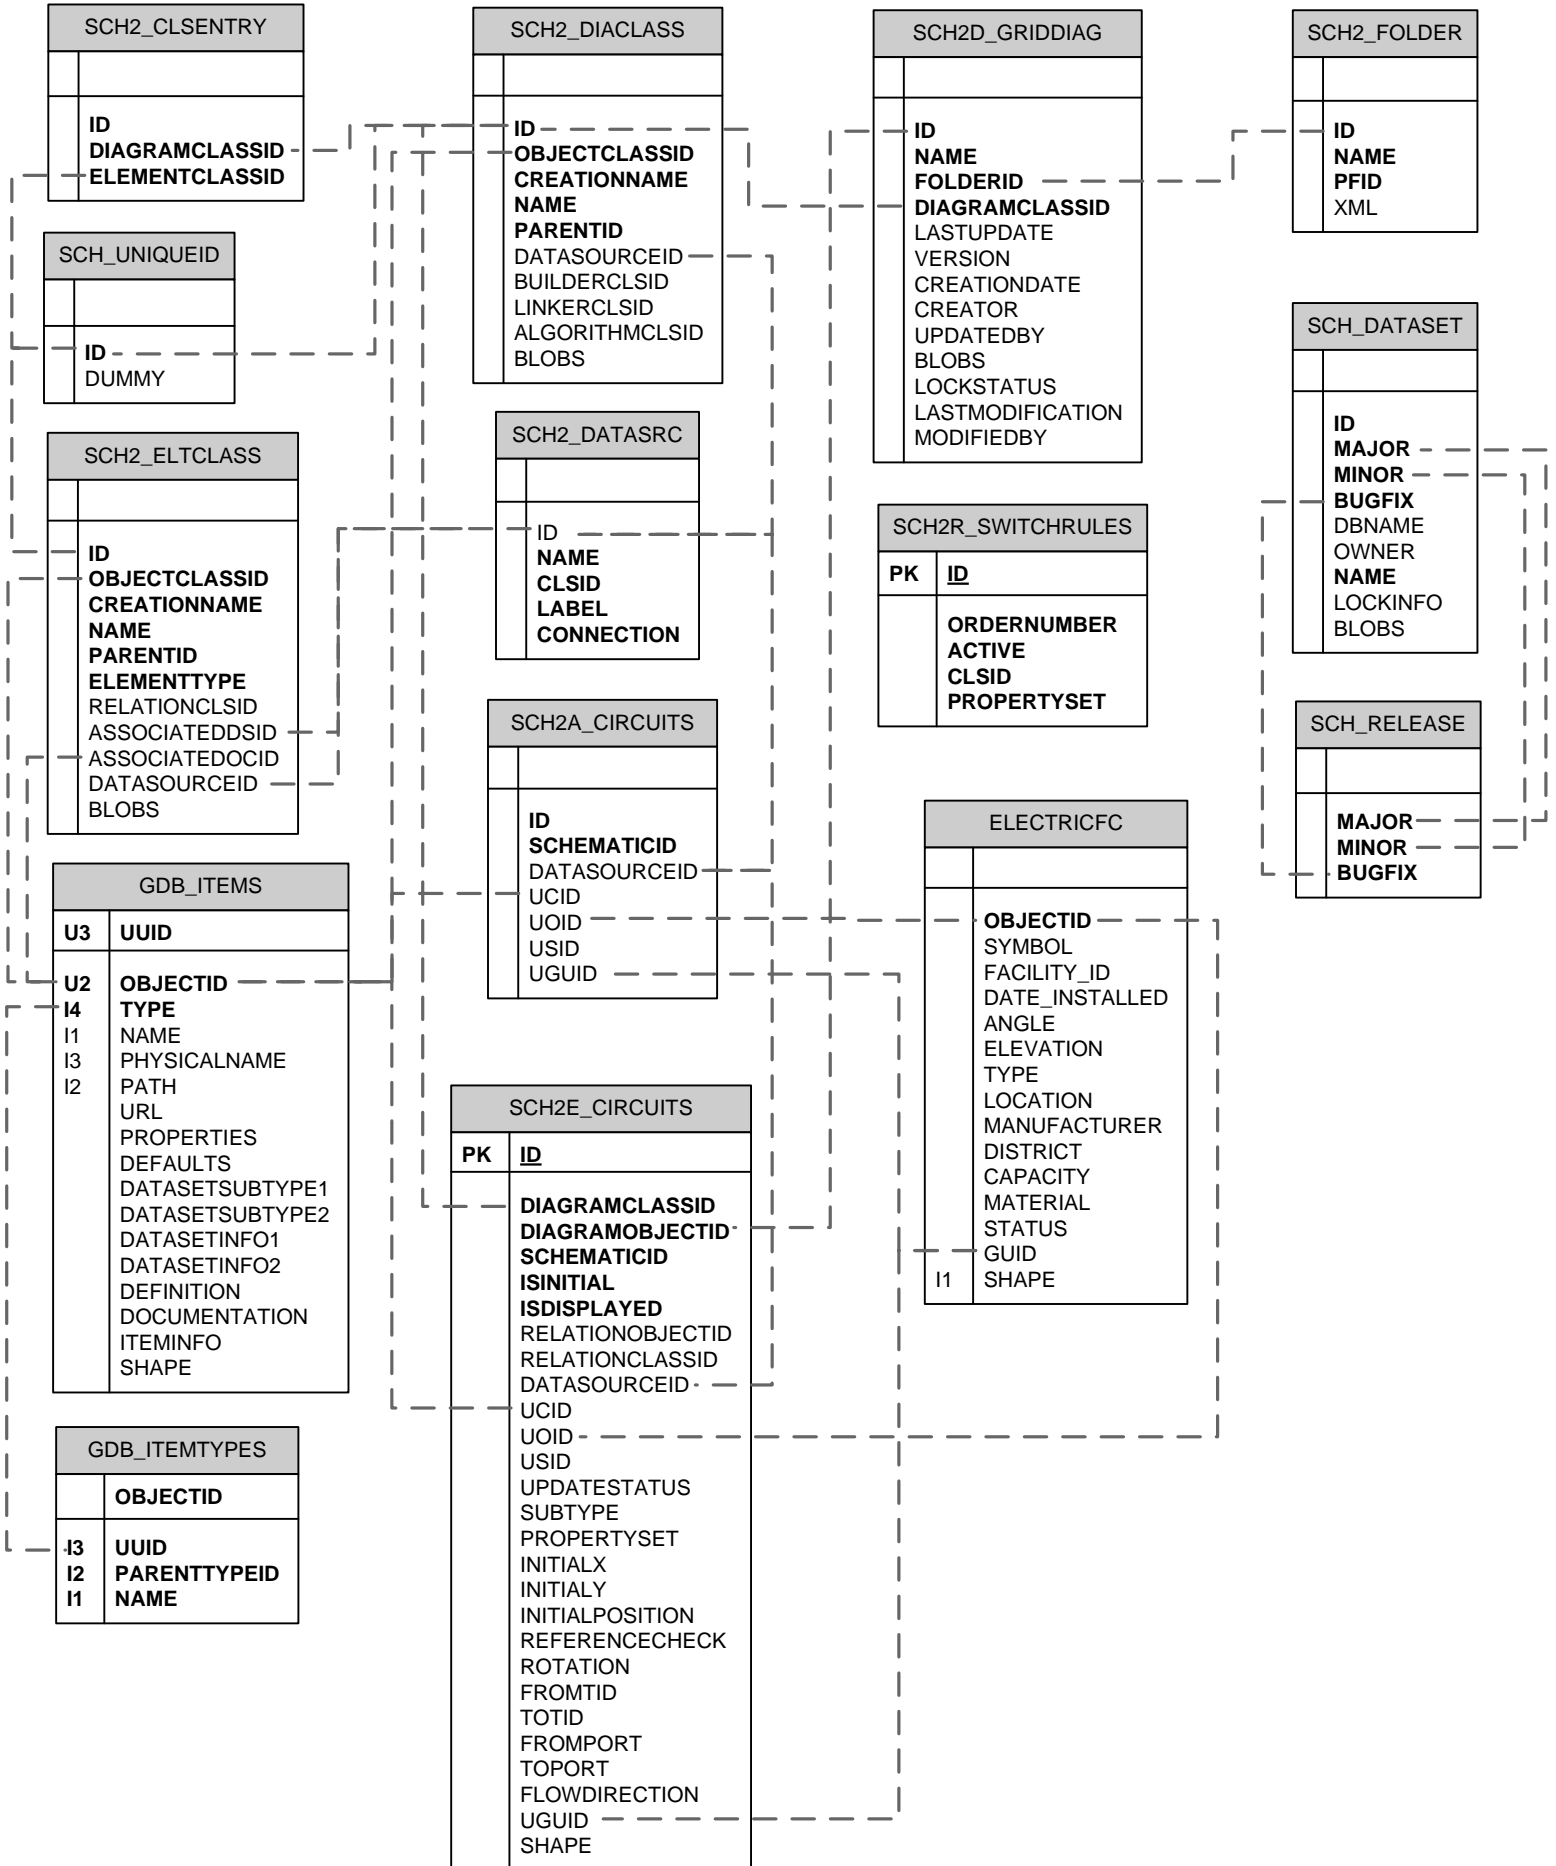 SCH2_CLSENTRY
ID
DIAGRAMCLASSID
ELEMENTCLASSID
SCH_UNIQUEID
ID
DUMMY
SCH2_ELTCLASS
ID
OBJECTCLASSID
CREATIONNAME
NAME
PARENTID
ELEMENTTYPE
RELATIONCLSID
ASSOCIATEDDSID
ASSOCIATEDOCID
DATASOURCEID
BLOBS
GDB_ITEMS
U3 UUID
U2 OBJECTID
I4 TYPE
I1 NAME
I3 PHYSICALNAME
I2 PATH
URL
PROPERTIES
DEFAULTS
DATASETSUBTYPE1
DATASETSUBTYPE2
DATASETINFO1
DATASETINFO2
DEFINITION
DOCUMENTATION
ITEMINFO
SHAPE
GDB_ITEMTYPES
OBJECTID
I3 UUID
I2 PARENTTYPEID
I1 NAME
SCH2_DIACLASS
ID
OBJECTCLASSID
CREATIONNAME
NAME
PARENTID
DATASOURCEID
BUILDERCLSID
LINKERCLSID
ALGORITHMCLSID
BLOBS
SCH2_DATASRC
ID
NAME
CLSID
LABEL
CONNECTION
SCH2A_CIRCUITS
ID
SCHEMATICID
DATASOURCEID
UCID
UOID
USID
UGUID
SCH2E_CIRCUITS
PK ID
DIAGRAMCLASSID
DIAGRAMOBJECTID
SCHEMATICID
ISINITIAL
ISDISPLAYED
RELATIONOBJECTID
RELATIONCLASSID
DATASOURCEID
UCID
UOID
USID
UPDATESTATUS
SUBTYPE
PROPERTYSET
INITIALX
INITIALY
INITIALPOSITION
REFERENCECHECK
ROTATION
FROMTID
TOTID
FROMPORT
TOPORT
FLOWDIRECTION
UGUID
SHAPE
SCH2D_GRIDDIAG
ID
NAME
FOLDERID
DIAGRAMCLASSID
LASTUPDATE
VERSION
CREATIONDATE
CREATOR
UPDATEDBY
BLOBS
LOCKSTATUS
LASTMODIFICATION
MODIFIEDBY
SCH2R_SWITCHRULES
PK ID
ORDERNUMBER
ACTIVE
CLSID
PROPERTYSET
ELECTRICFC
OBJECTID
SYMBOL
FACILITY_ID
DATE_INSTALLED
ANGLE
ELEVATION
TYPE
LOCATION
MANUFACTURER
DISTRICT
CAPACITY
MATERIAL
STATUS
GUID
I1 SHAPE
SCH2_FOLDER
ID
NAME
PFID
XML
SCH_DATASET
ID
MAJOR
MINOR
BUGFIX
DBNAME
OWNER
NAME
LOCKINFO
BLOBS
SCH_RELEASE
MAJOR
MINOR
BUGFIX